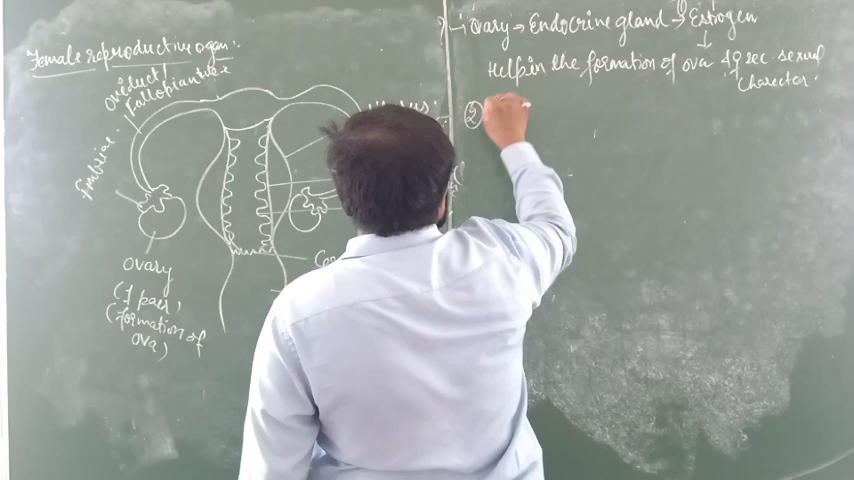 Female reproductive organ:
Oviduct/
Fallopian tube
Fimbriae
Ovary
(1 pair)
(formation of
ova)
Ovary → Endocrine gland → Estrogen
Help in the formation of ova & sec. sexual
Character.
②